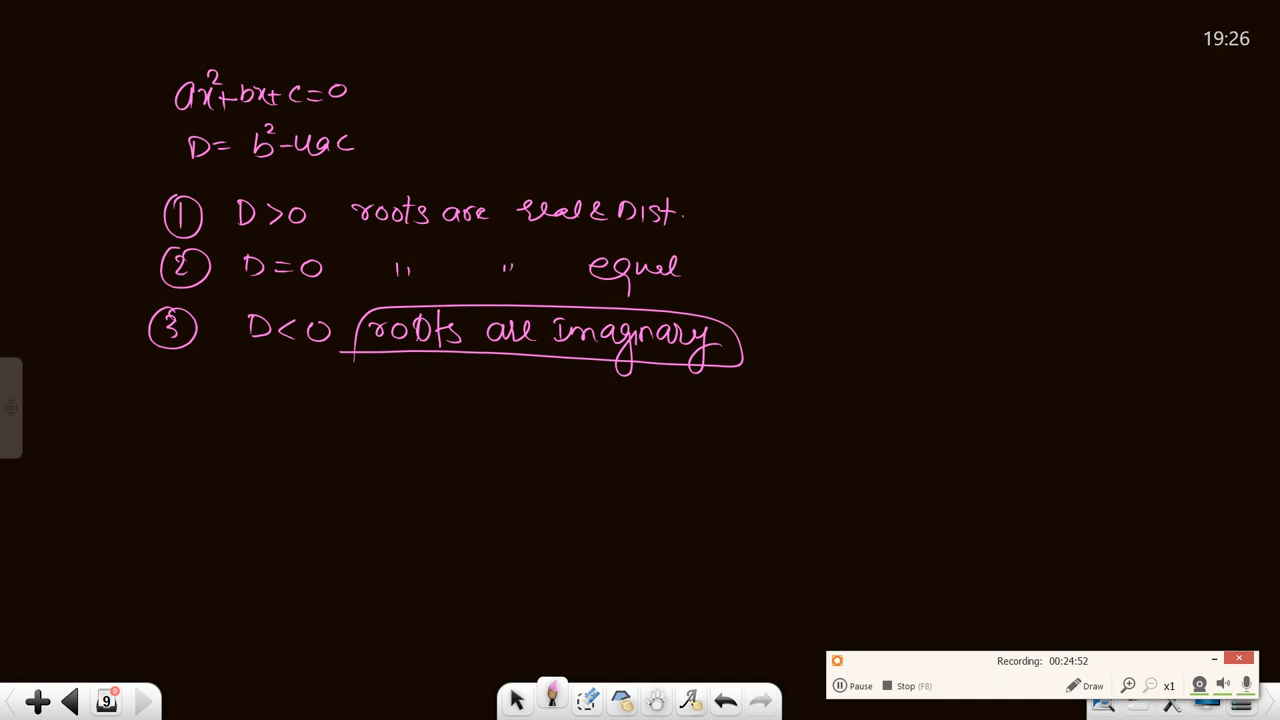 19:26
ax²+bx+c=0
D= b²-4ac
① D>0 roots are real & Dist.
② D=0 " " equal
③ D<0 roots are Imaginary
Recording: 00:24:52
Pause Stop (F8) Draw x1
9 0